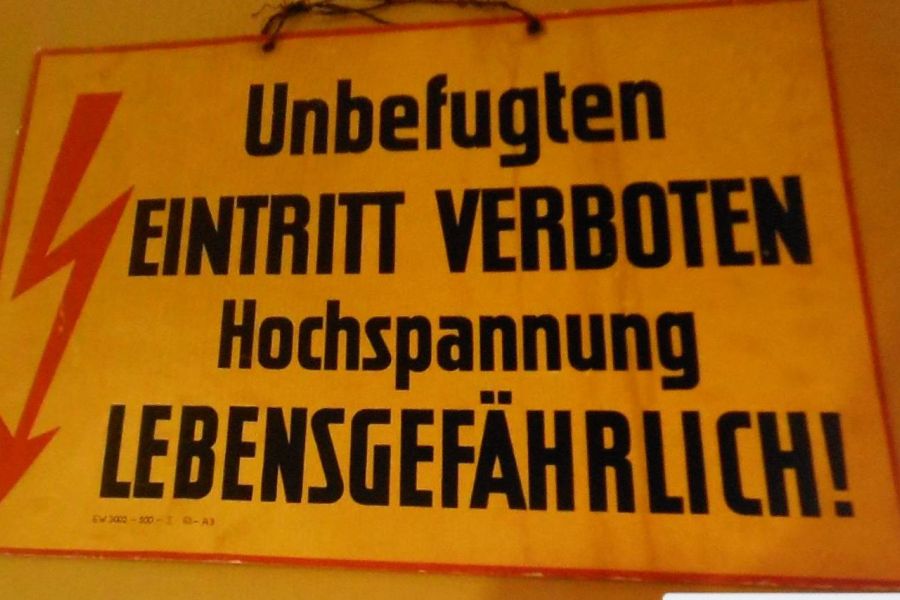 Unbefugten
EINTRITT VERBOTEN
Hochspannung
LEBENSGEFÄHRLICH!